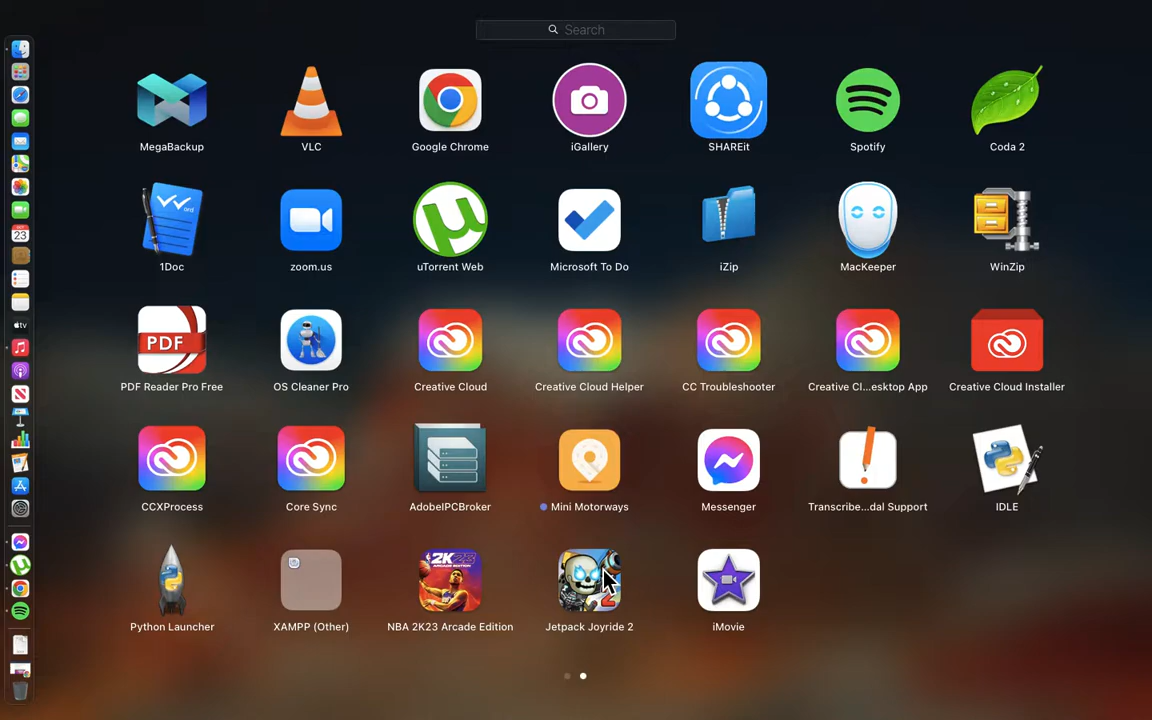 Search
MegaBackup
VLC
Google Chrome
iGallery
SHAREit
Spotify
Coda 2
1Doc
zoom.us
uTorrent Web
Microsoft To Do
iZip
MacKeeper
WinZip
PDF
PDF Reader Pro Free
OS Cleaner Pro
Creative Cloud
Creative Cloud Helper
CC Troubleshooter
Creative Cl...esktop App
Creative Cloud Installer
CCXProcess
Core Sync
AdobeIPCBroker
Mini Motorways
Messenger
Transcribe...dal Support
IDLE
Python Launcher
XAMPP (Other)
2K23
NBA 2K23 Arcade Edition
Jetpack Joyride 2
iMovie
23
tv